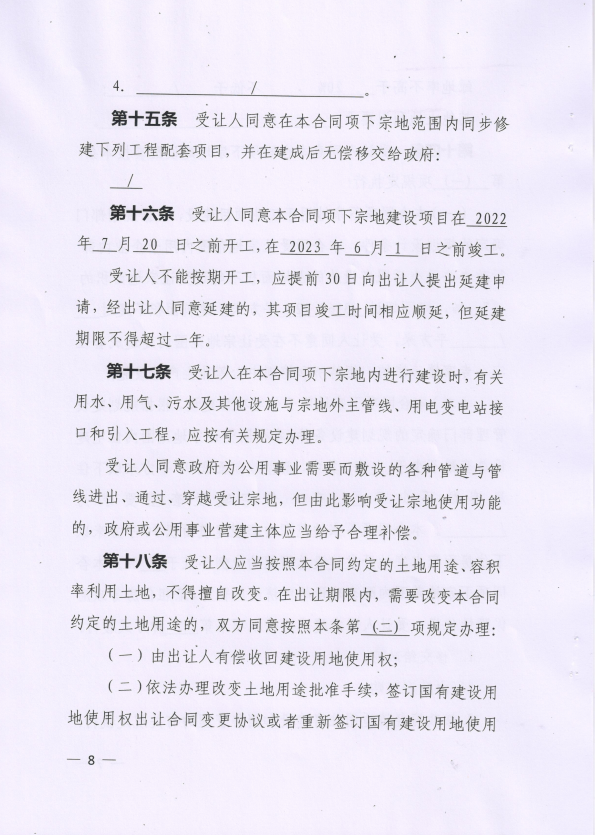 4. / 。
第十五条 受让人同意在本合同项下宗地范围内同步修
建下列工程配套项目，并在建成后无偿移交给政府：
/
第十六条 受让人同意本合同项下宗地建设项目在 2022
年 7 月 20 日之前开工，在 2023 年 6 月 1 日之前竣工。
受让人不能按期开工，应提前30日向出让人提出延建申
请，经出让人同意延建的，其项目竣工时间相应顺延，但延建
期限不得超过一年。
第十七条 受让人在本合同项下宗地内进行建设时，有关
用水、用气、污水及其他设施与宗地外主管线、用电变电站接
口和引入工程，应按有关规定办理。
受让人同意政府为公用事业需要而敷设的各种管道与管
线进出、通过、穿越受让宗地，但由此影响受让宗地使用功能
的，政府或公用事业营建主体应当给予合理补偿。
第十八条 受让人应当按照本合同约定的土地用途、容积
率利用土地，不得擅自改变。在出让期限内，需要改变本合同
约定的土地用途的，双方同意按照本条第 （二） 项规定办理：
（一）由出让人有偿收回建设用地使用权；
（二）依法办理改变土地用途批准手续，签订国有建设用
地使用权出让合同变更协议或者重新签订国有建设用地使用
— 8 —